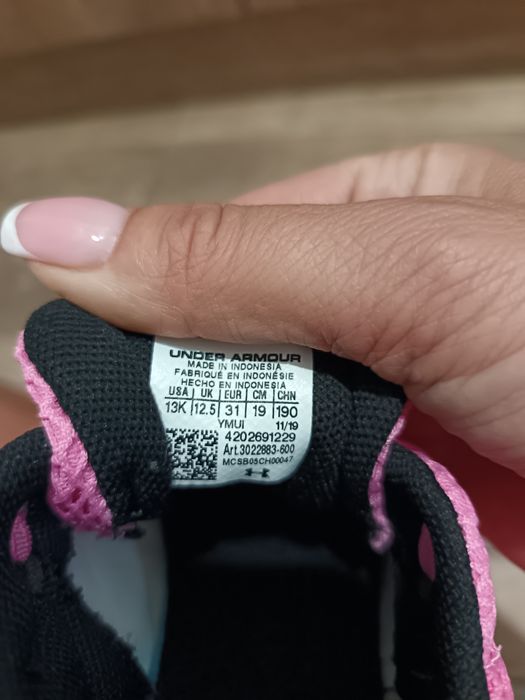 UNDER ARMOUR
MADE IN INDONESIA
FABRIQUÉ EN INDONÉSIE
HECHO EN INDONESIA
USA | UK | EUR | CM | CHN
13K | 12.5 | 31 | 19 | 190
YMUI 11/19
4202691229
Art.3022883-600
MCSB05CH00047